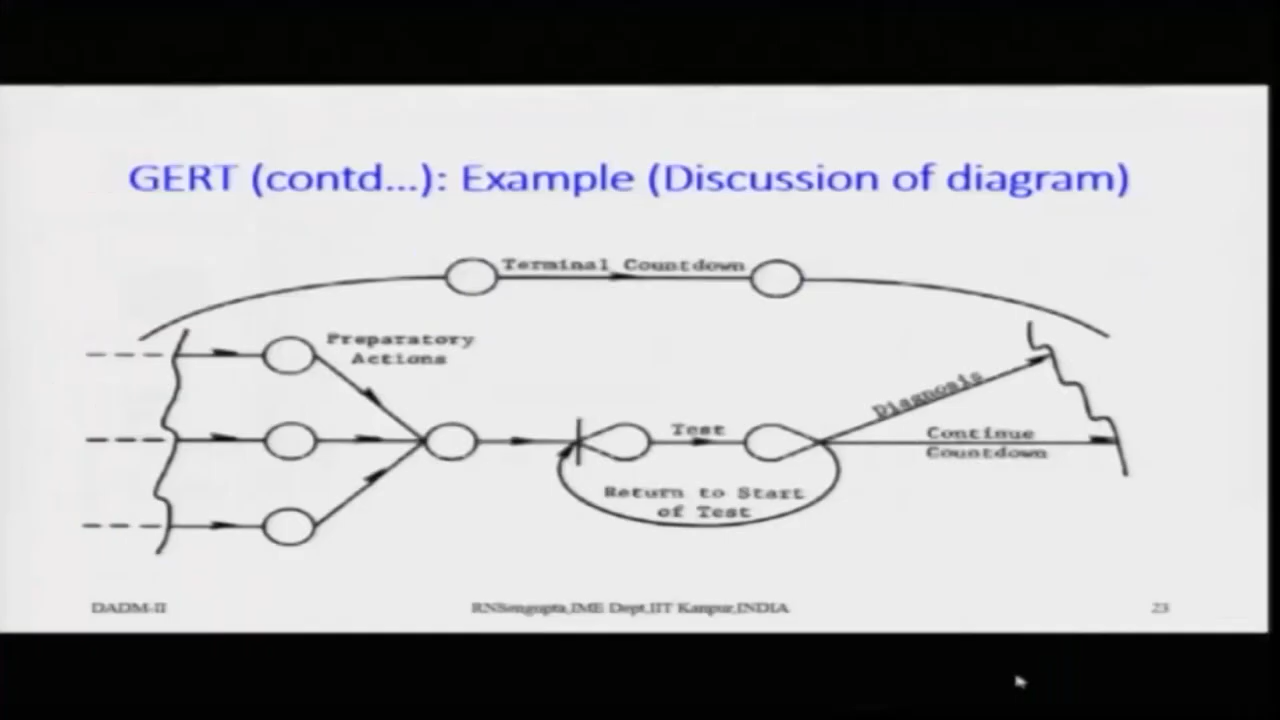 GERT (contd...): Example (Discussion of diagram)
Terminal Countdown
Preparatory
Actions
Diagnosis
Test
Continue
Countdown
Return to Start
of Test
DADM-II
RNSengupta,IME Dept,IIT Kanpur,INDIA
23